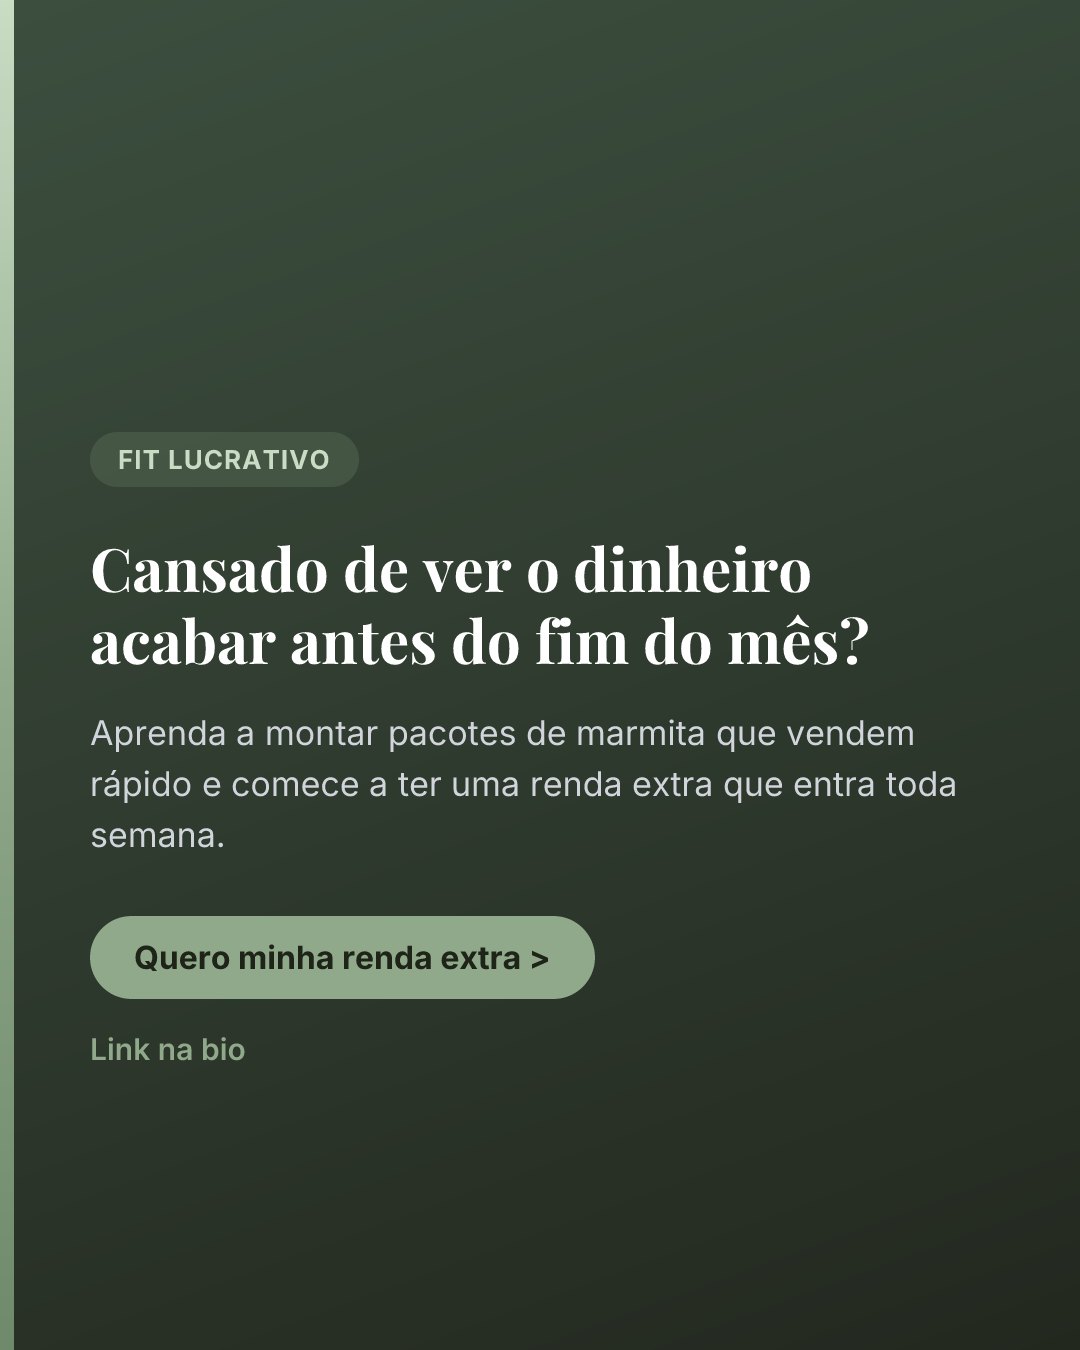 FIT LUCRATIVO
Cansado de ver o dinheiro
acabar antes do fim do mês?
Aprenda a montar pacotes de marmita que vendem
rápido e comece a ter uma renda extra que entra toda
semana.
Quero minha renda extra >
Link na bio